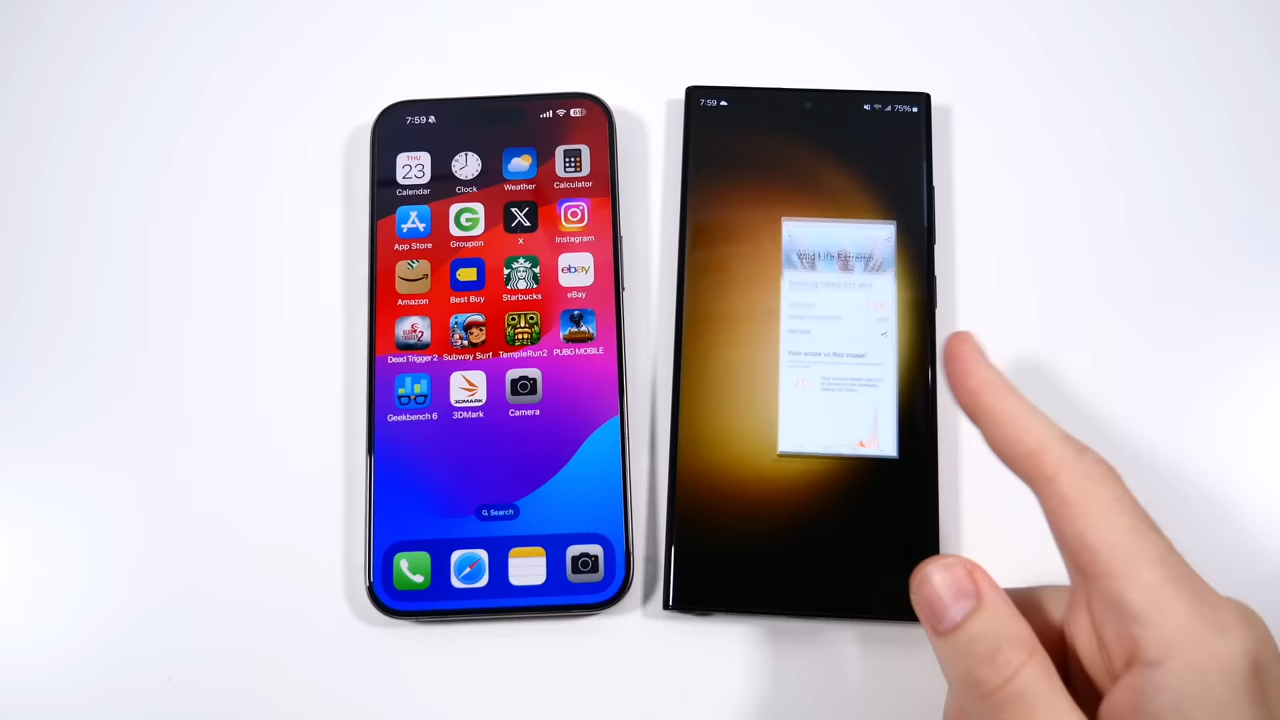 7:59
63
THU
23
Calendar
Clock
Weather
Calculator
App Store
Groupon
X
Instagram
Amazon
Best Buy
Starbucks
eBay
Dead Trigger 2
Subway Surf
TempleRun2
PUBG MOBILE
Geekbench 6
3DMark
Camera
Search
7:59
75%
Wild Life Extreme
Your score vs this model
21%